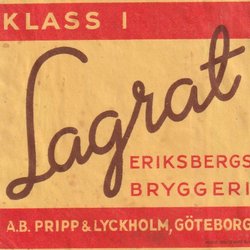 KLASS I
Lagrat
ERIKSBERGS
BRYGGERI
A.B. PRIPP & LYCKHOLM, GÖTEBORG